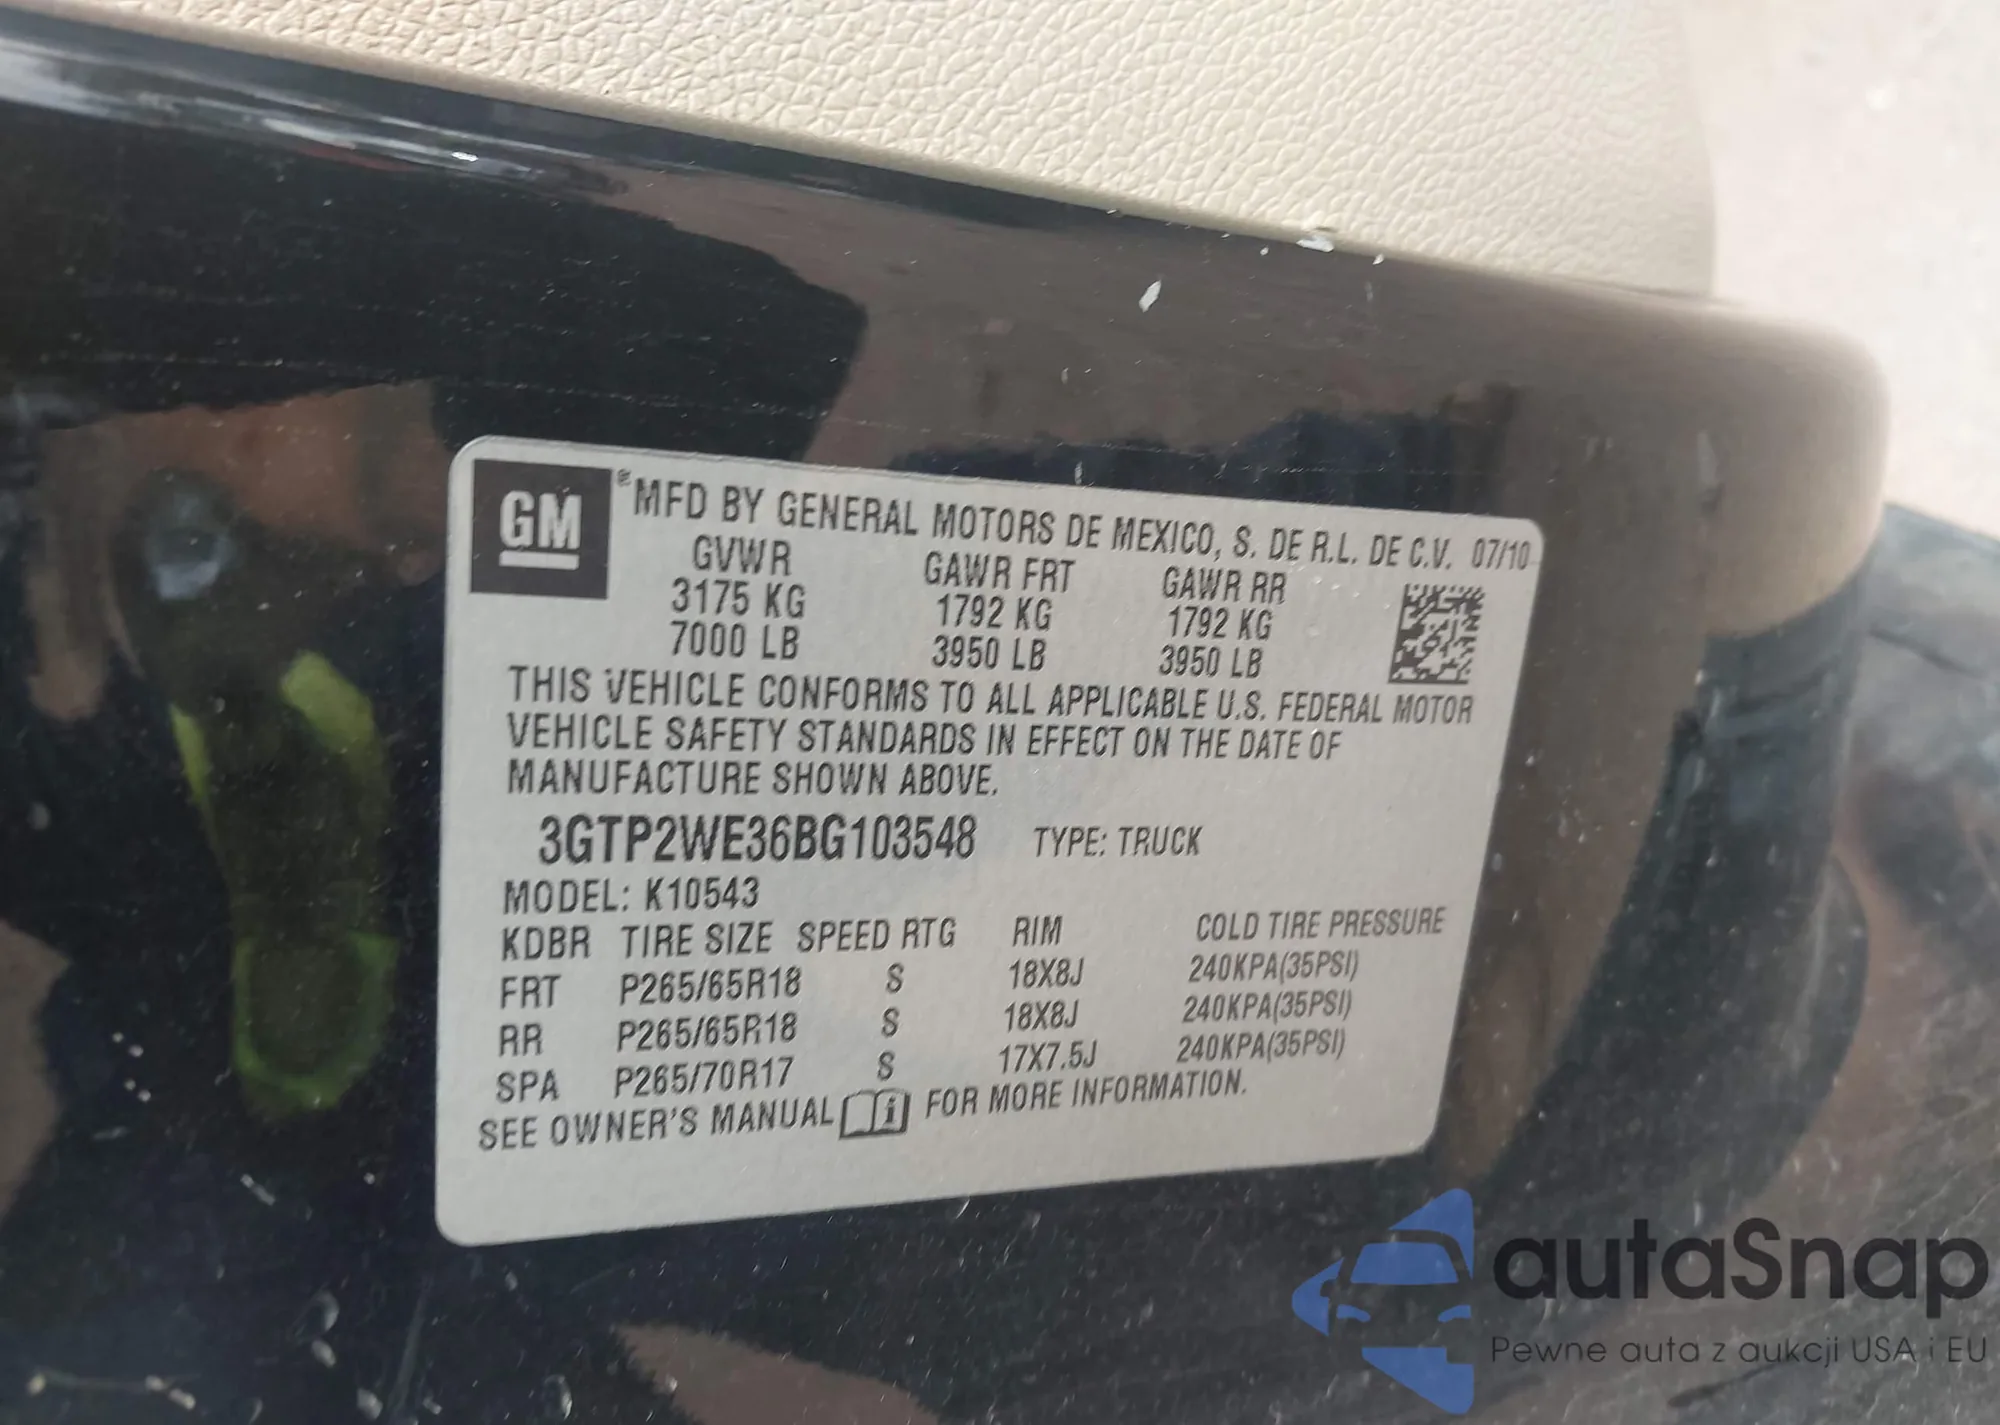 GM
®MFD BY GENERAL MOTORS DE MEXICO, S. DE R.L. DE C.V. 07/10
GVWR GAWR FRT GAWR RR
3175 KG 1792 KG 1792 KG
7000 LB 3950 LB 3950 LB
THIS VEHICLE CONFORMS TO ALL APPLICABLE U.S. FEDERAL MOTOR
VEHICLE SAFETY STANDARDS IN EFFECT ON THE DATE OF
MANUFACTURE SHOWN ABOVE.
3GTP2WE36BG103548 TYPE: TRUCK
MODEL: K10543
KDBR TIRE SIZE SPEED RTG RIM COLD TIRE PRESSURE
FRT P265/65R18 S 18X8J 240KPA(35PSI)
RR P265/65R18 S 18X8J 240KPA(35PSI)
SPA P265/70R17 S 17X7.5J 240KPA(35PSI)
SEE OWNER'S MANUAL i FOR MORE INFORMATION.
autaSnap
Pewne auta z aukcji USA i EU